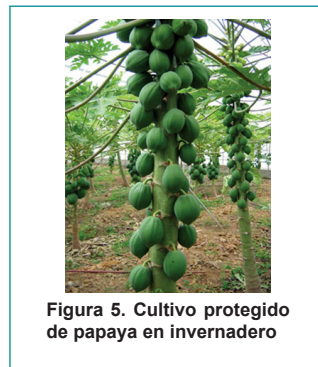 Figura 5. Cultivo protegido
de papaya en invernadero